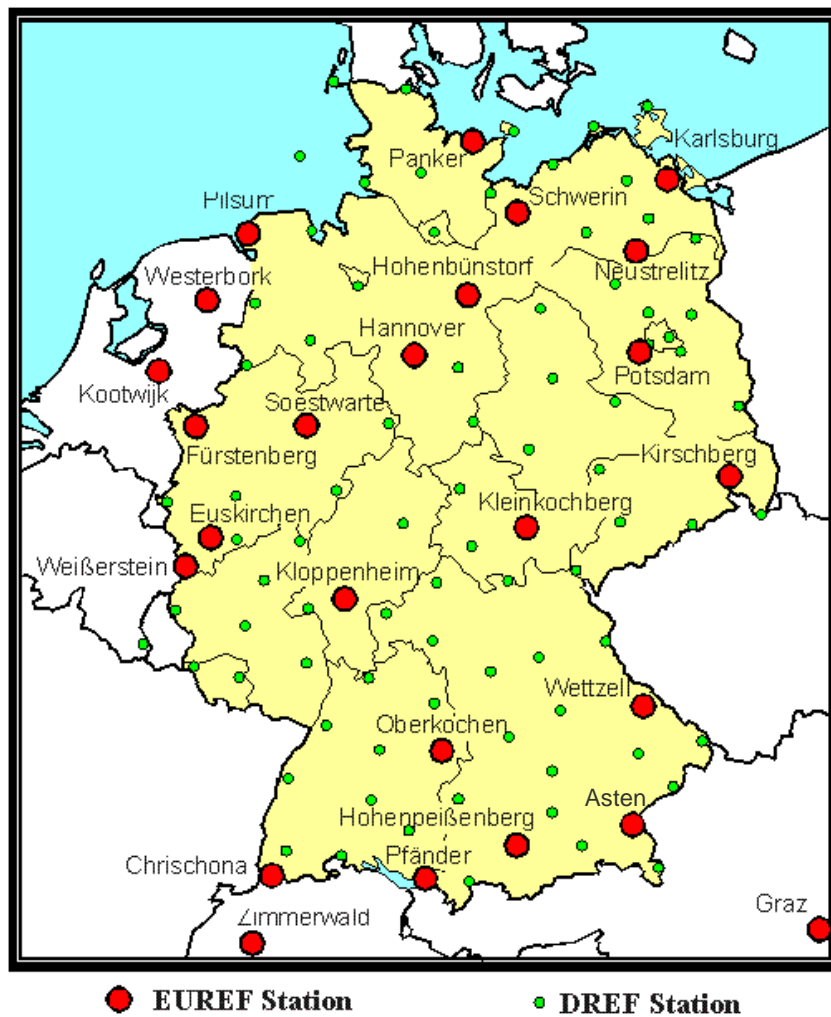 Karlsburg
Panker
Pilsum
Schwerin
Westerbork
Hohenbünstorf
Neustrelitz
Hannover
Kootwijk
Potsdam
Soestwarte
Fürstenberg
Kirschberg
Euskirchen
Kleinkochberg
Weißerstein
Kloppenheim
Wettzell
Oberkochen
Asten
Hohenpeißenberg
Chrischona
Pfänder
Zimmerwald
Graz
EUREF Station
DREF Station